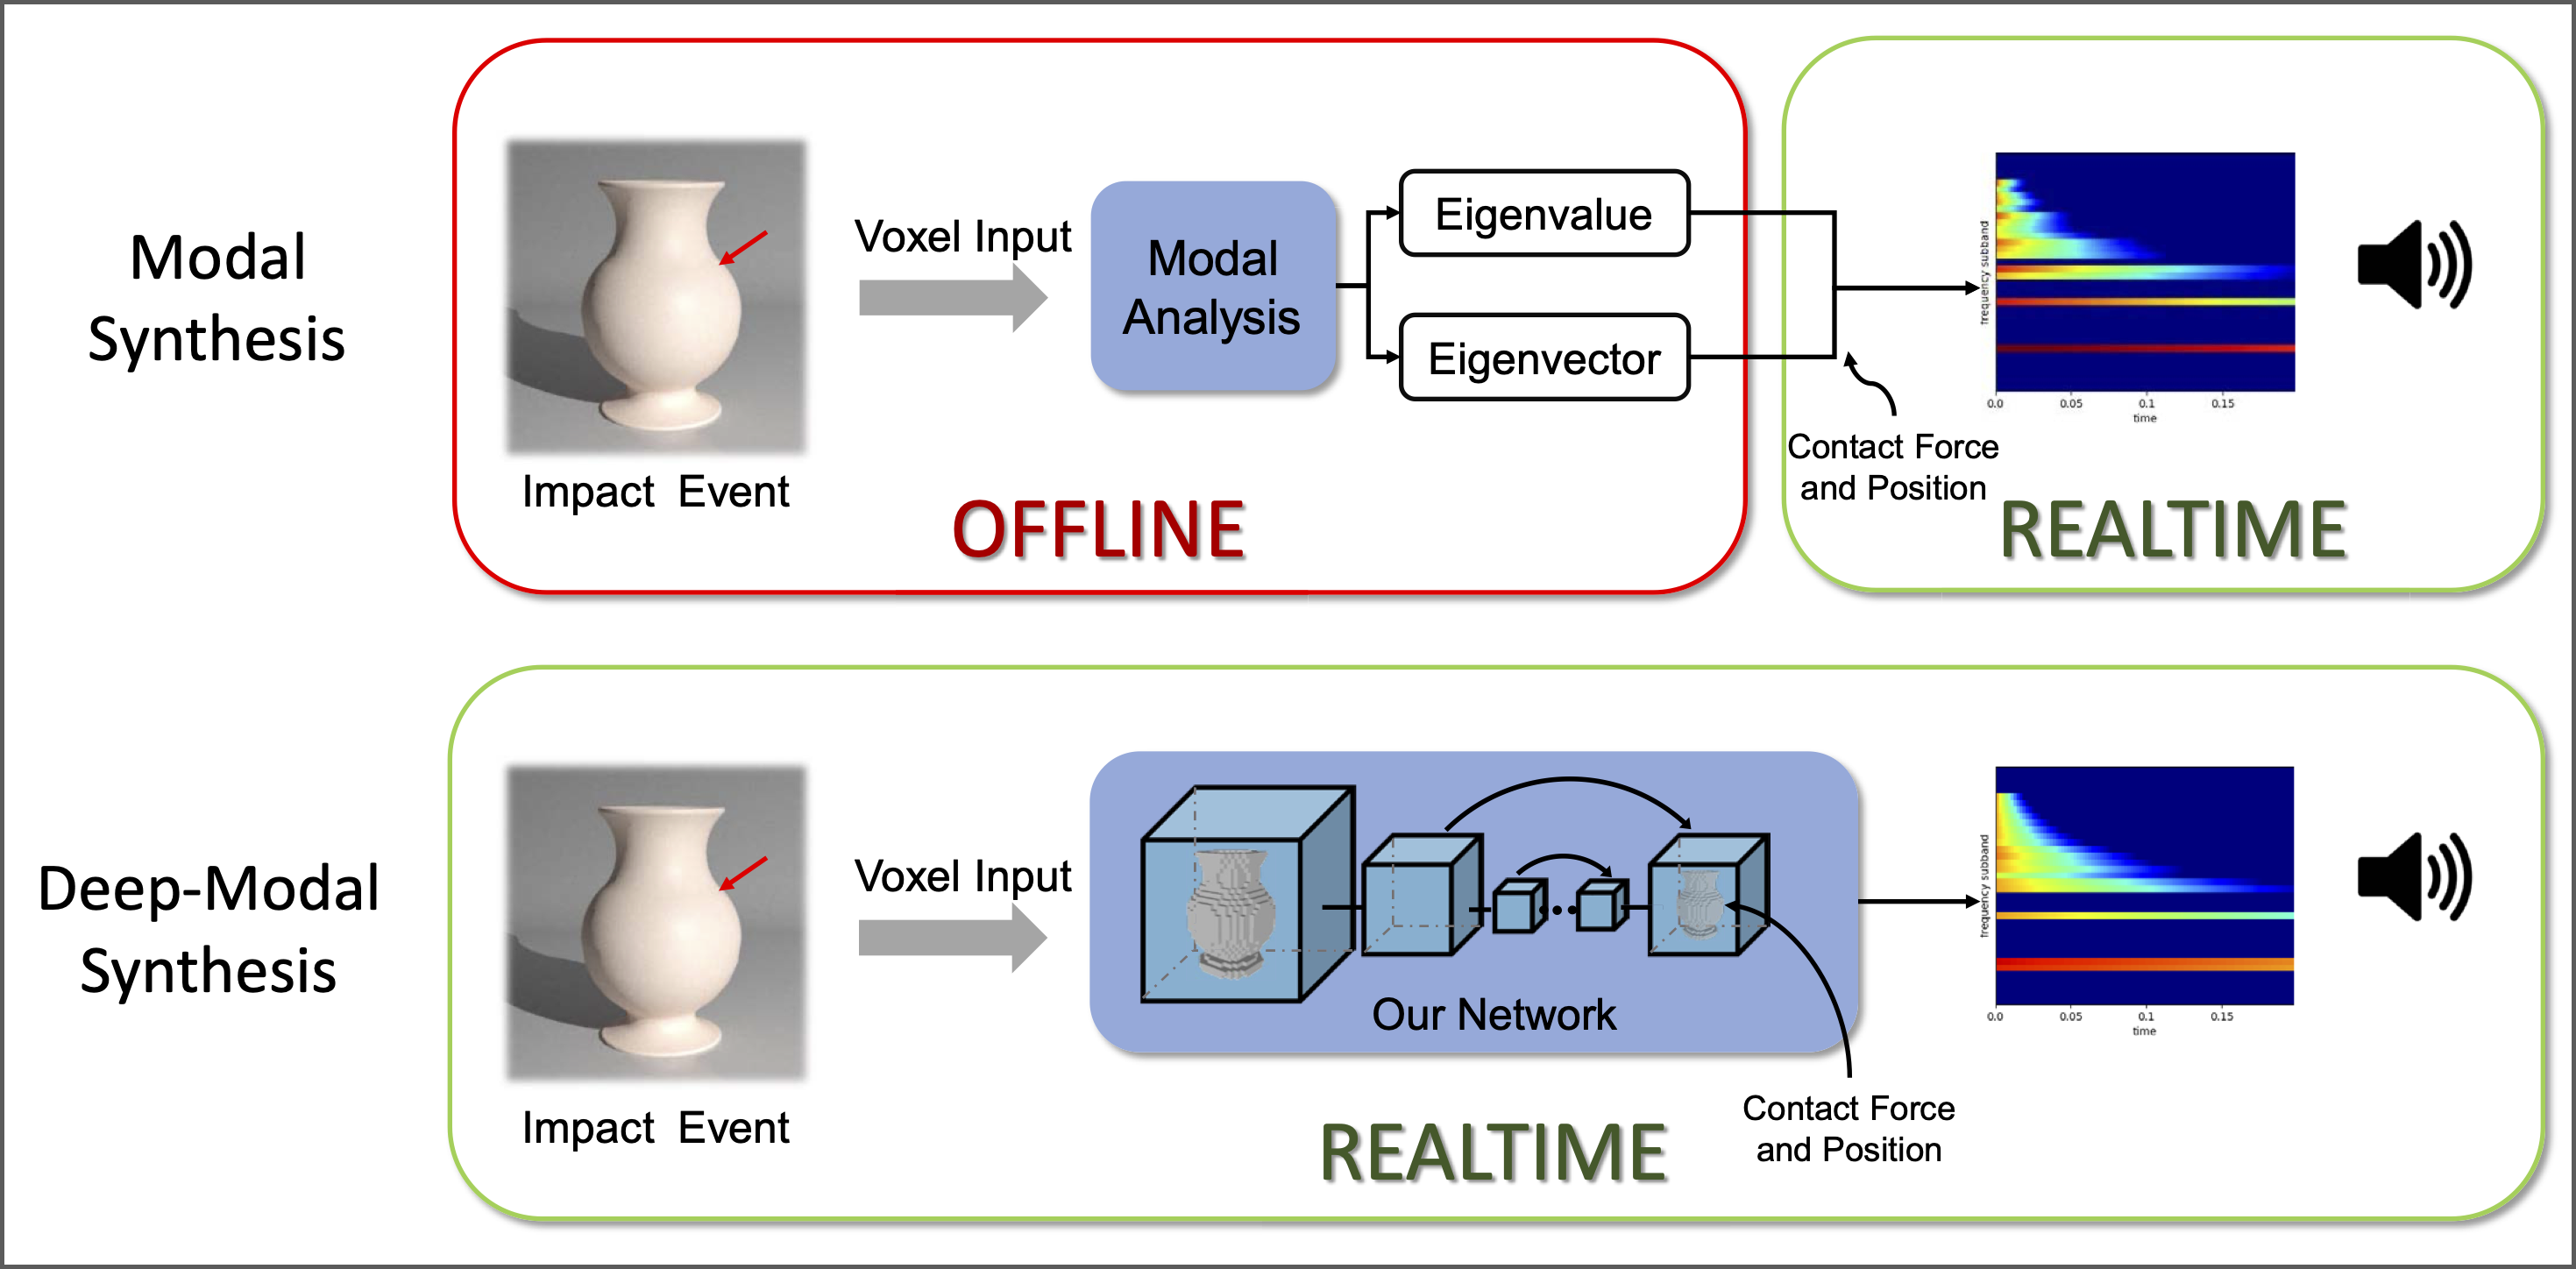 Modal
Synthesis
Impact Event
Voxel Input
Modal
Analysis
Eigenvalue
Eigenvector
OFFLINE
Contact Force
and Position
frequency subband
0.0 0.05 0.1 0.15
time
REALTIME
Deep-Modal
Synthesis
Impact Event
Voxel Input
Our Network
Contact Force
and Position
frequency subband
0.0 0.05 0.1 0.15
time
REALTIME